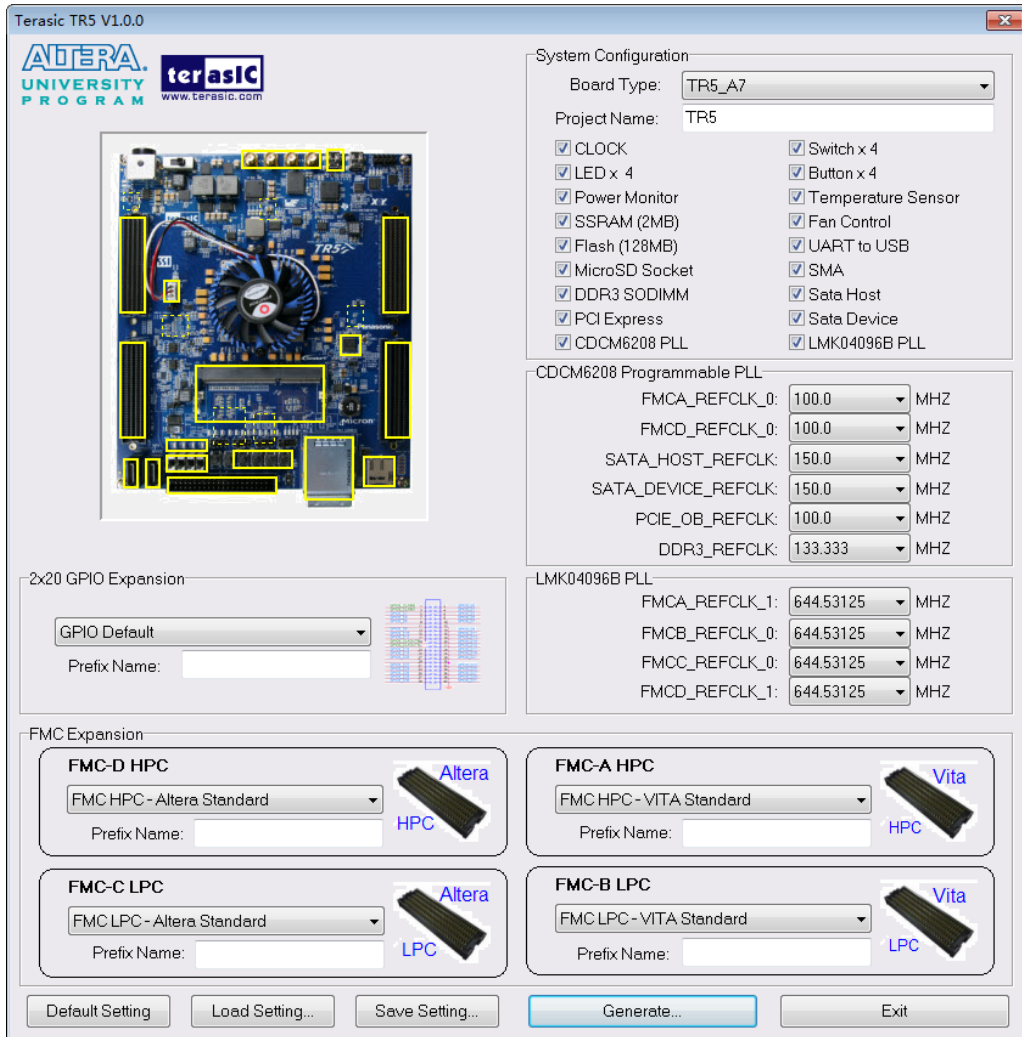 Terasic TR5 V1.0.0
ALTERA.
UNIVERSITY
PROGRAM
terasIC
www.terasic.com
TR5
Panasonic
Micron
System Configuration
Board Type: TR5_A7
Project Name: TR5
CLOCK
Switch x 4
LED x 4
Button x 4
Power Monitor
Temperature Sensor
SSRAM (2MB)
Fan Control
Flash (128MB)
UART to USB
MicroSD Socket
SMA
DDR3 SODIMM
Sata Host
PCI Express
Sata Device
CDCM6208 PLL
LMK04096B PLL
CDCM6208 Programmable PLL
FMCA_REFCLK_0: 100.0 MHZ
FMCD_REFCLK_0: 100.0 MHZ
SATA_HOST_REFCLK: 150.0 MHZ
SATA_DEVICE_REFCLK: 150.0 MHZ
PCIE_OB_REFCLK: 100.0 MHZ
DDR3_REFCLK: 133.333 MHZ
2x20 GPIO Expansion
GPIO Default
Prefix Name:
LMK04096B PLL
FMCA_REFCLK_1: 644.53125 MHZ
FMCB_REFCLK_0: 644.53125 MHZ
FMCC_REFCLK_0: 644.53125 MHZ
FMCD_REFCLK_1: 644.53125 MHZ
FMC Expansion
FMC-D HPC
Altera
FMC HPC - Altera Standard
HPC
Prefix Name:
FMC-A HPC
Vita
FMC HPC - VITA Standard
HPC
Prefix Name:
FMC-C LPC
Altera
FMC LPC - Altera Standard
LPC
Prefix Name:
FMC-B LPC
Vita
FMC LPC - VITA Standard
LPC
Prefix Name:
Default Setting
Load Setting...
Save Setting...
Generate...
Exit